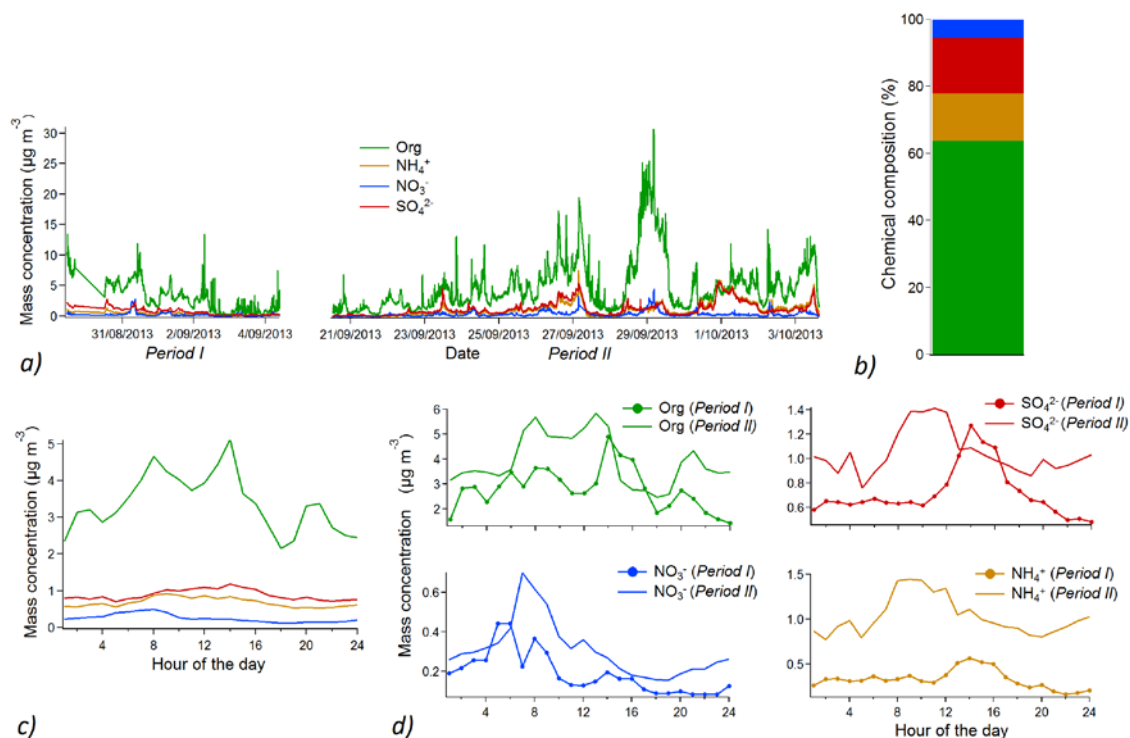 Mass concentration (µg m⁻³)
30
25
20
15
10
5
0
Org
NH₄⁺
NO₃⁻
SO₄²⁻
31/08/2013 2/09/2013 4/09/2013 21/09/2013 23/09/2013 25/09/2013 27/09/2013 29/09/2013 1/10/2013 3/10/2013
a) Period I Date Period II
Chemical composition (%)
100
80
60
40
20
0
b)
Mass concentration (µg m⁻³)
5
4
3
2
1
0
4 8 12 16 20 24
Hour of the day
c)
Mass concentration (µg m⁻³)
6
5
4
3
2
Org (Period I)
Org (Period II)
1.4
1.2
1.0
0.8
0.6
SO₄²⁻ (Period I)
SO₄²⁻ (Period II)
0.6
0.4
0.2
NO₃⁻ (Period I)
NO₃⁻ (Period II)
4 8 12 16 20 24
1.5
1.0
0.5
NH₄⁺ (Period I)
NH₄⁺ (Period II)
4 8 12 16 20 24
Hour of the day
d)